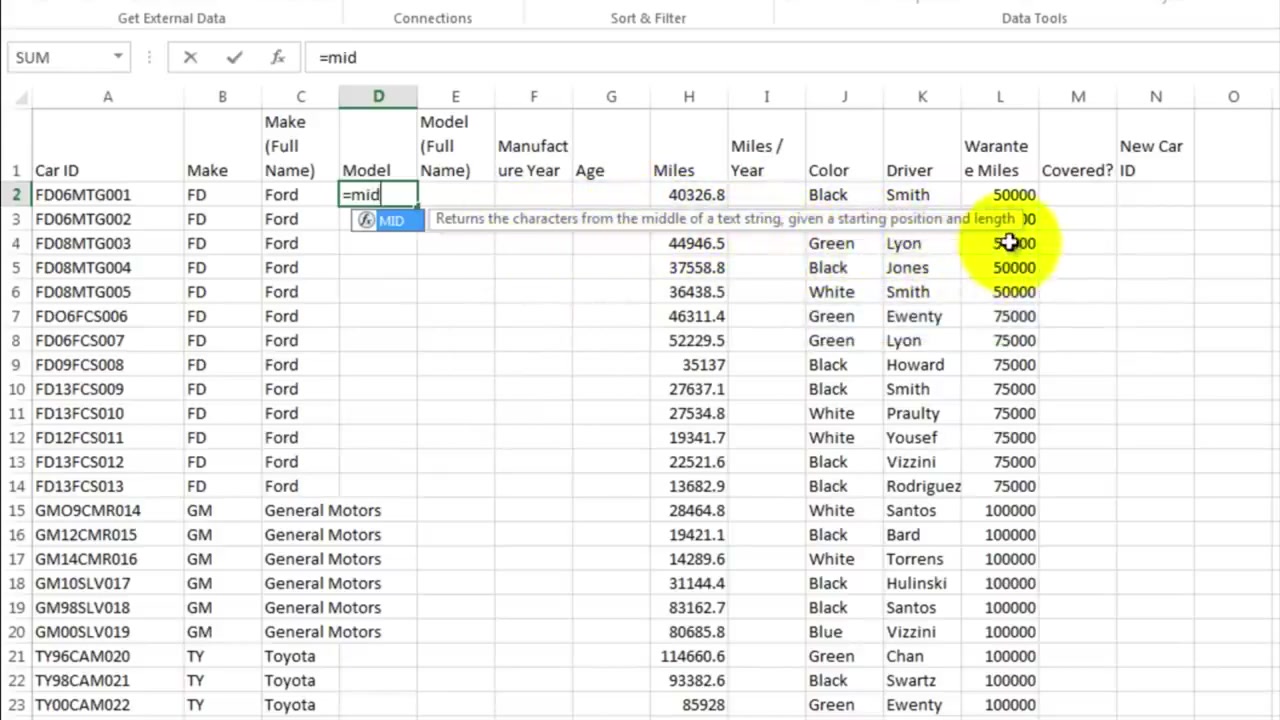 Get External Data Connections Sort & Filter Data Tools
SUM =mid
A B C D E F G H I J K L M N O
Make Model
(Full (Full Manufact Miles / Warante New Car
1 Car ID Make Name) Model Name) ure Year Age Miles Year Color Driver e Miles Covered? ID
2 FD06MTG001 FD Ford =mid 40326.8 Black Smith 50000
3 FD06MTG002 FD Ford MID Returns the characters from the middle of a text string, given a starting position and length
4 FD08MTG003 FD Ford 44946.5 Green Lyon
5 FD08MTG004 FD Ford 37558.8 Black Jones 50000
6 FD08MTG005 FD Ford 36438.5 White Smith 50000
7 FDO6FCS006 FD Ford 46311.4 Green Ewenty 75000
8 FD06FCS007 FD Ford 52229.5 Green Lyon 75000
9 FD09FCS008 FD Ford 35137 Black Howard 75000
10 FD13FCS009 FD Ford 27637.1 Black Smith 75000
11 FD13FCS010 FD Ford 27534.8 White Praulty 75000
12 FD12FCS011 FD Ford 19341.7 White Yousef 75000
13 FD13FCS012 FD Ford 22521.6 Black Vizzini 75000
14 FD13FCS013 FD Ford 13682.9 Black Rodriguez 75000
15 GMO9CMR014 GM General Motors 28464.8 White Santos 100000
16 GM12CMR015 GM General Motors 19421.1 Black Bard 100000
17 GM14CMR016 GM General Motors 14289.6 White Torrens 100000
18 GM10SLV017 GM General Motors 31144.4 Black Hulinski 100000
19 GM98SLV018 GM General Motors 83162.7 Black Santos 100000
20 GM00SLV019 GM General Motors 80685.8 Blue Vizzini 100000
21 TY96CAM020 TY Toyota 114660.6 Green Chan 100000
22 TY98CAM021 TY Toyota 93382.6 Black Swartz 100000
23 TY00CAM022 TY Toyota 85928 Green Ewenty 100000